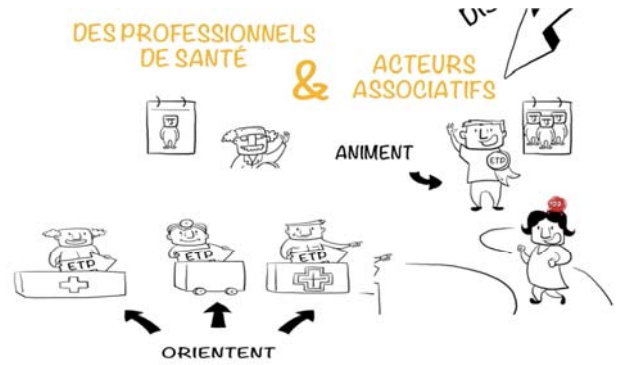 DES PROFESSIONNELS
DE SANTÉ
&
ACTEURS
ASSOCIATIFS
ANIMENT
ETP
ETP
ETP
ETP
ORIENTENT